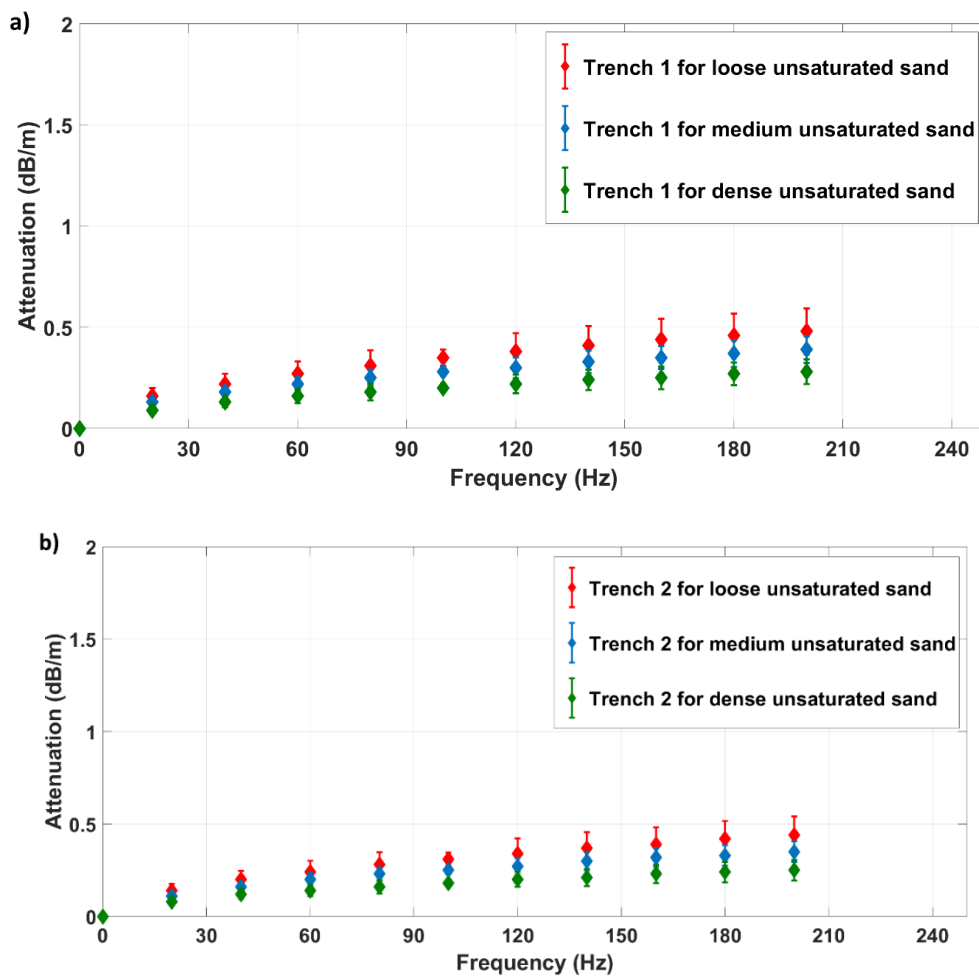 a)
2
1.5
1
0.5
0
Attenuation (dB/m)
Trench 1 for loose unsaturated sand
Trench 1 for medium unsaturated sand
Trench 1 for dense unsaturated sand
0 30 60 90 120 150 180 210 240
Frequency (Hz)
b)
2
1.5
1
0.5
0
Attenuation (dB/m)
Trench 2 for loose unsaturated sand
Trench 2 for medium unsaturated sand
Trench 2 for dense unsaturated sand
0 30 60 90 120 150 180 210 240
Frequency (Hz)